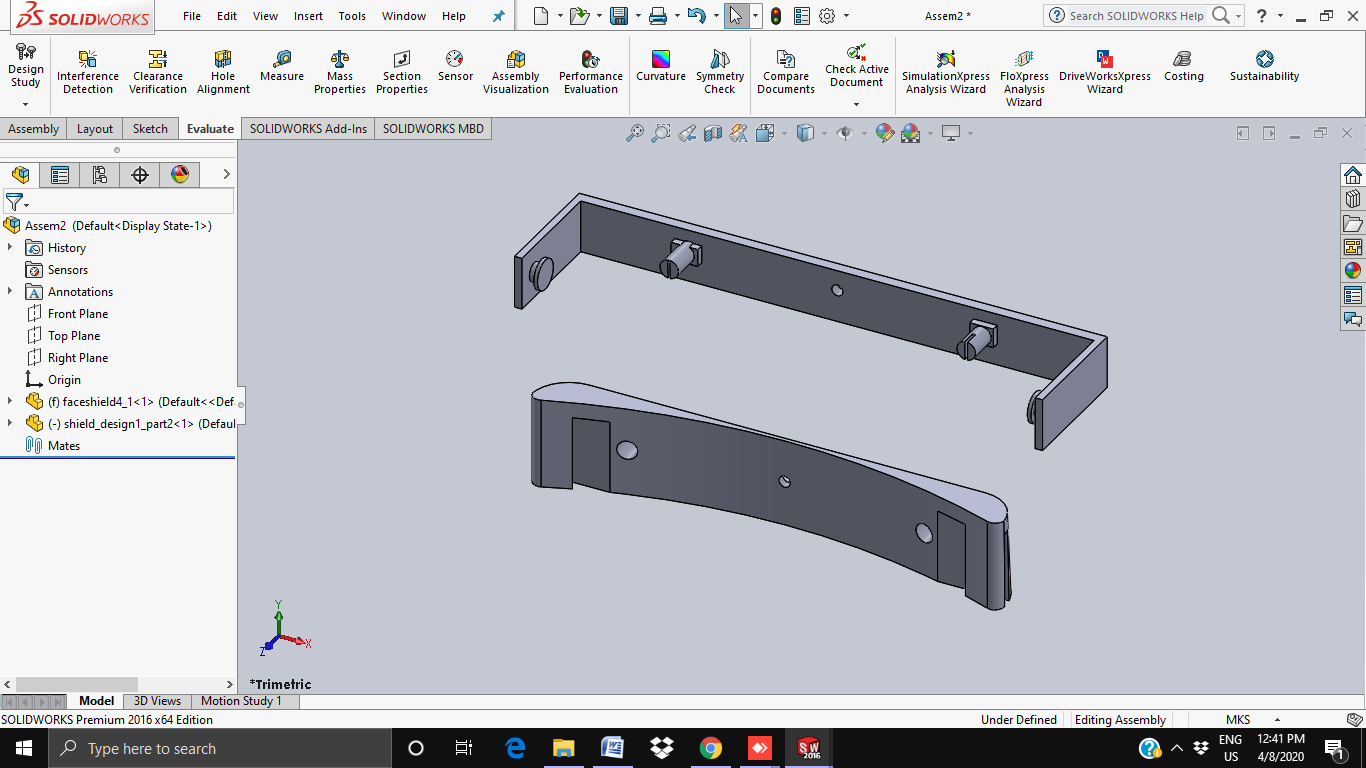 SOLIDWORKS
File Edit View Insert Tools Window Help
Assem2 *
Search SOLIDWORKS Help
?
Design
Study
Interference
Detection
Clearance
Verification
Hole
Alignment
Measure
Mass
Properties
Section
Properties
Sensor
Assembly
Visualization
Performance
Evaluation
Curvature
Symmetry
Check
Compare
Documents
Check Active
Document
SimulationXpress
Analysis Wizard
FloXpress
Analysis
Wizard
DriveWorksXpress
Wizard
Costing
Sustainability
Assembly Layout Sketch Evaluate SOLIDWORKS Add-Ins SOLIDWORKS MBD
Assem2 (Default<Display State-1>)
History
Sensors
A Annotations
Front Plane
Top Plane
Right Plane
Origin
(f) faceshield4_1<1> (Default<<Def
(-) shield_design1_part2<1> (Defaul
Mates
Y
X
Z
*Trimetric
Model 3D Views Motion Study 1
SOLIDWORKS Premium 2016 x64 Edition
Under Defined Editing Assembly MKS
Type here to search
W
SW
2016
ENG
US
12:41 PM
4/8/2020
1